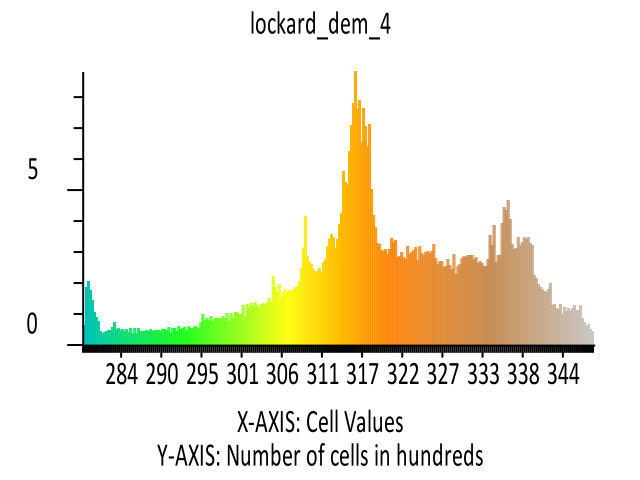 lockard_dem_4
5
0
284 290 295 301 306 311 317 322 327 333 338 344
X-AXIS: Cell Values
Y-AXIS: Number of cells in hundreds